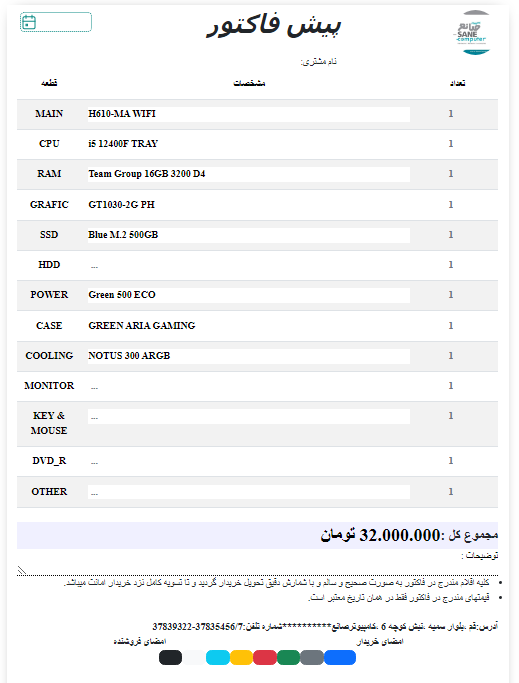 پیش فاکتور
صانع
SANE
computer
نام مشتری:
قطعه مشخصات تعداد
MAIN H610-MA WIFI 1
CPU i5 12400F TRAY 1
RAM Team Group 16GB 3200 D4 1
GRAFIC GT1030-2G PH 1
SSD Blue M.2 500GB 1
HDD ... 1
POWER Green 500 ECO 1
CASE GREEN ARIA GAMING 1
COOLING NOTUS 300 ARGB 1
MONITOR ... 1
KEY & MOUSE ... 1
DVD_R ... 1
OTHER ... 1
مجموع کل :32.000.000 تومان
توضیحات :
کلیه اقلام مندرج در فاکتور به صورت صحیح و سالم و با شمارش دقیق تحویل خریدار گردید و تا تسویه کامل نزد خریدار امانت میباشد.
قیمتهای مندرج در فاکتور فقط در همان تاریخ معتبر است.
آدرس:قم ،بلوار سمیه ،نبش کوچه 6 ،کامپیوترصانع**********شماره تلفن:37835456/7-37839322
امضای خریدار امضای فروشنده